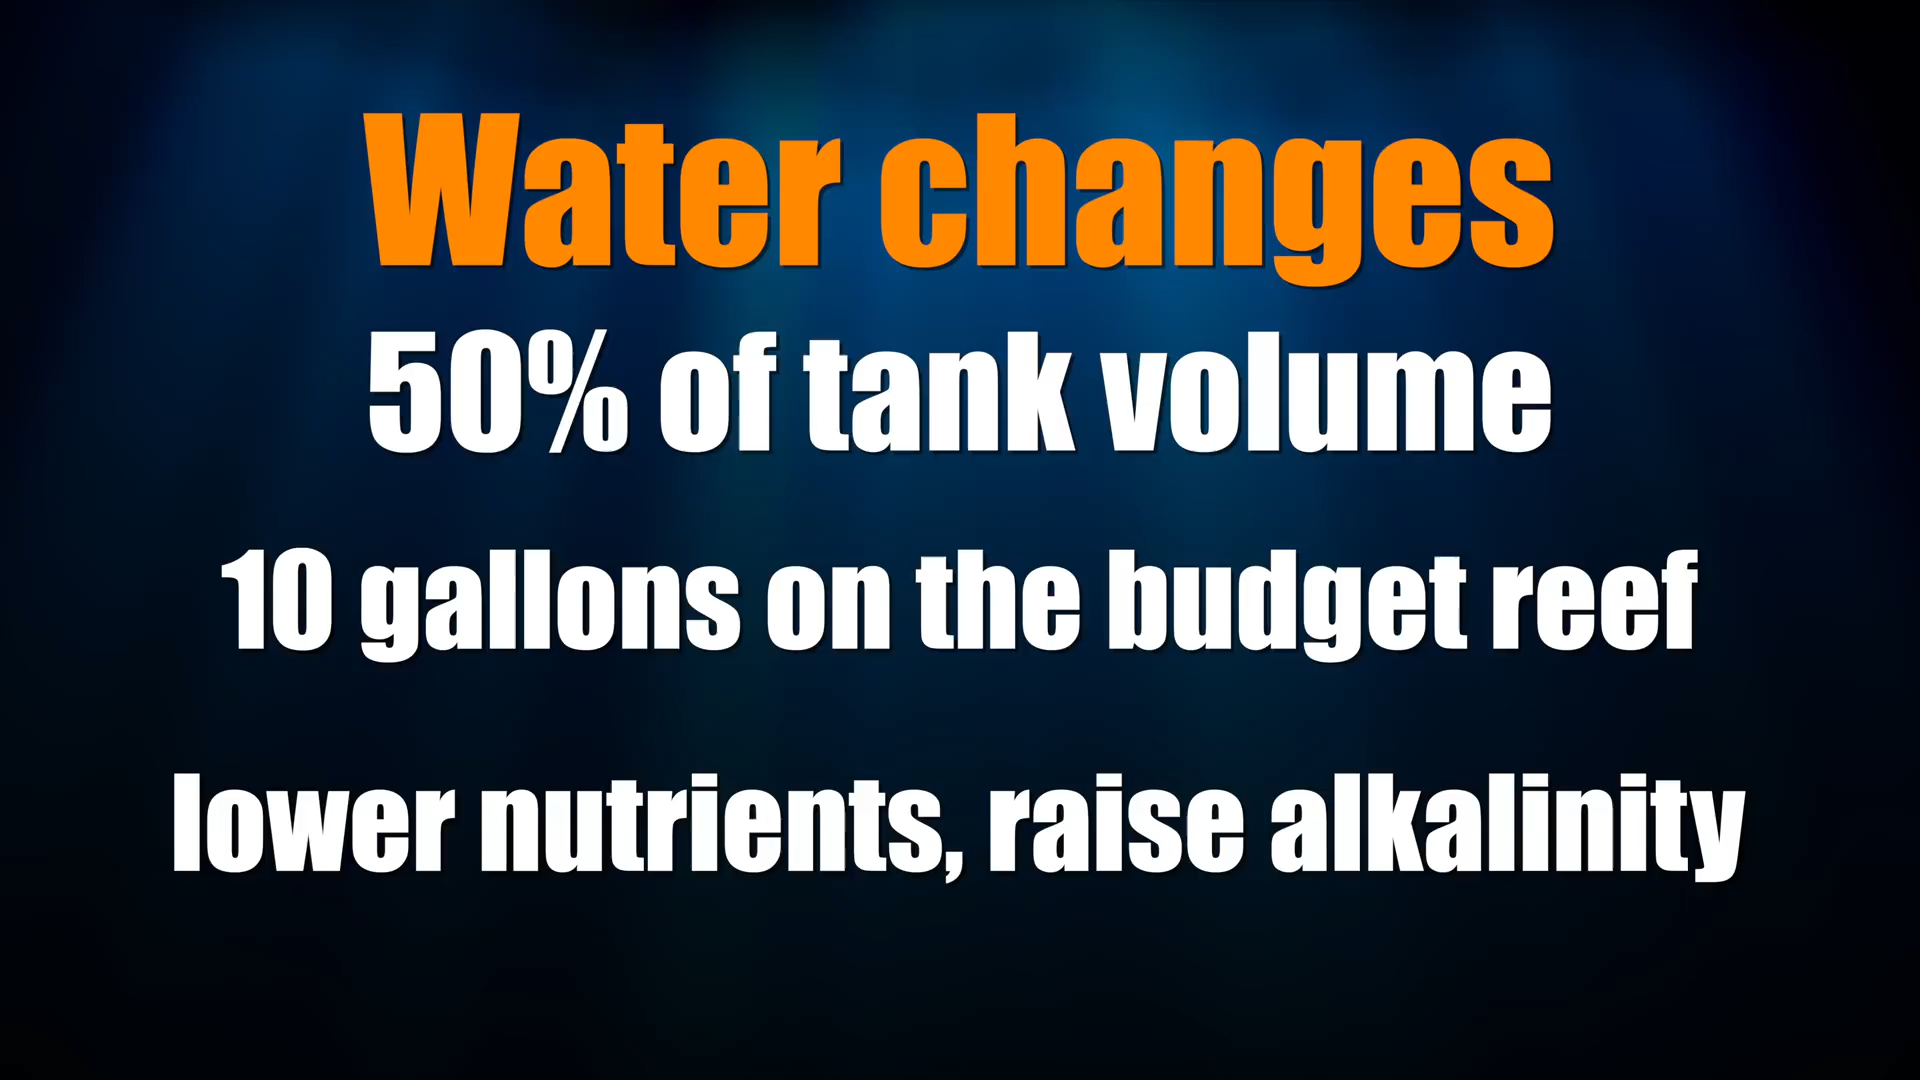 Water changes
50% of tank volume
10 gallons on the budget reef
lower nutrients, raise alkalinity